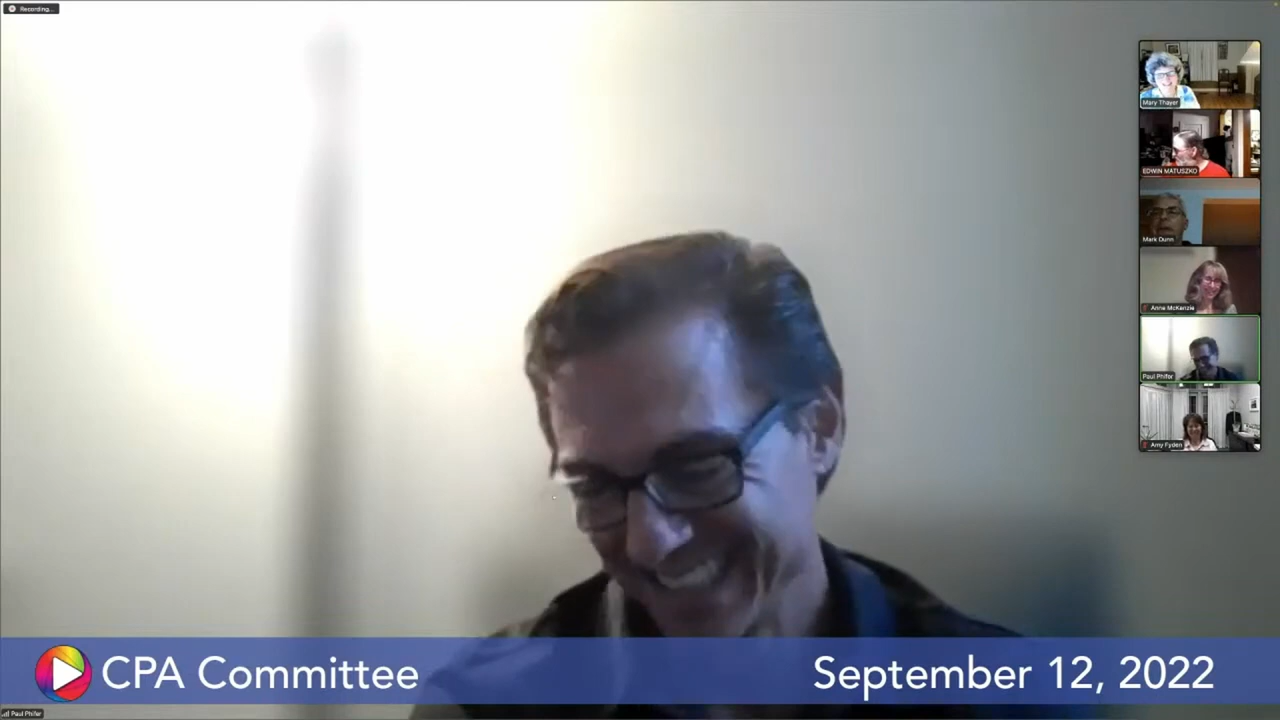 Recording...
Mary Thayer
EDWIN MATUSZKO
Mark Dunn
Anne McKenzie
Paul Phifer
Amy Fyden
CPA Committee
September 12, 2022
Paul Phifer